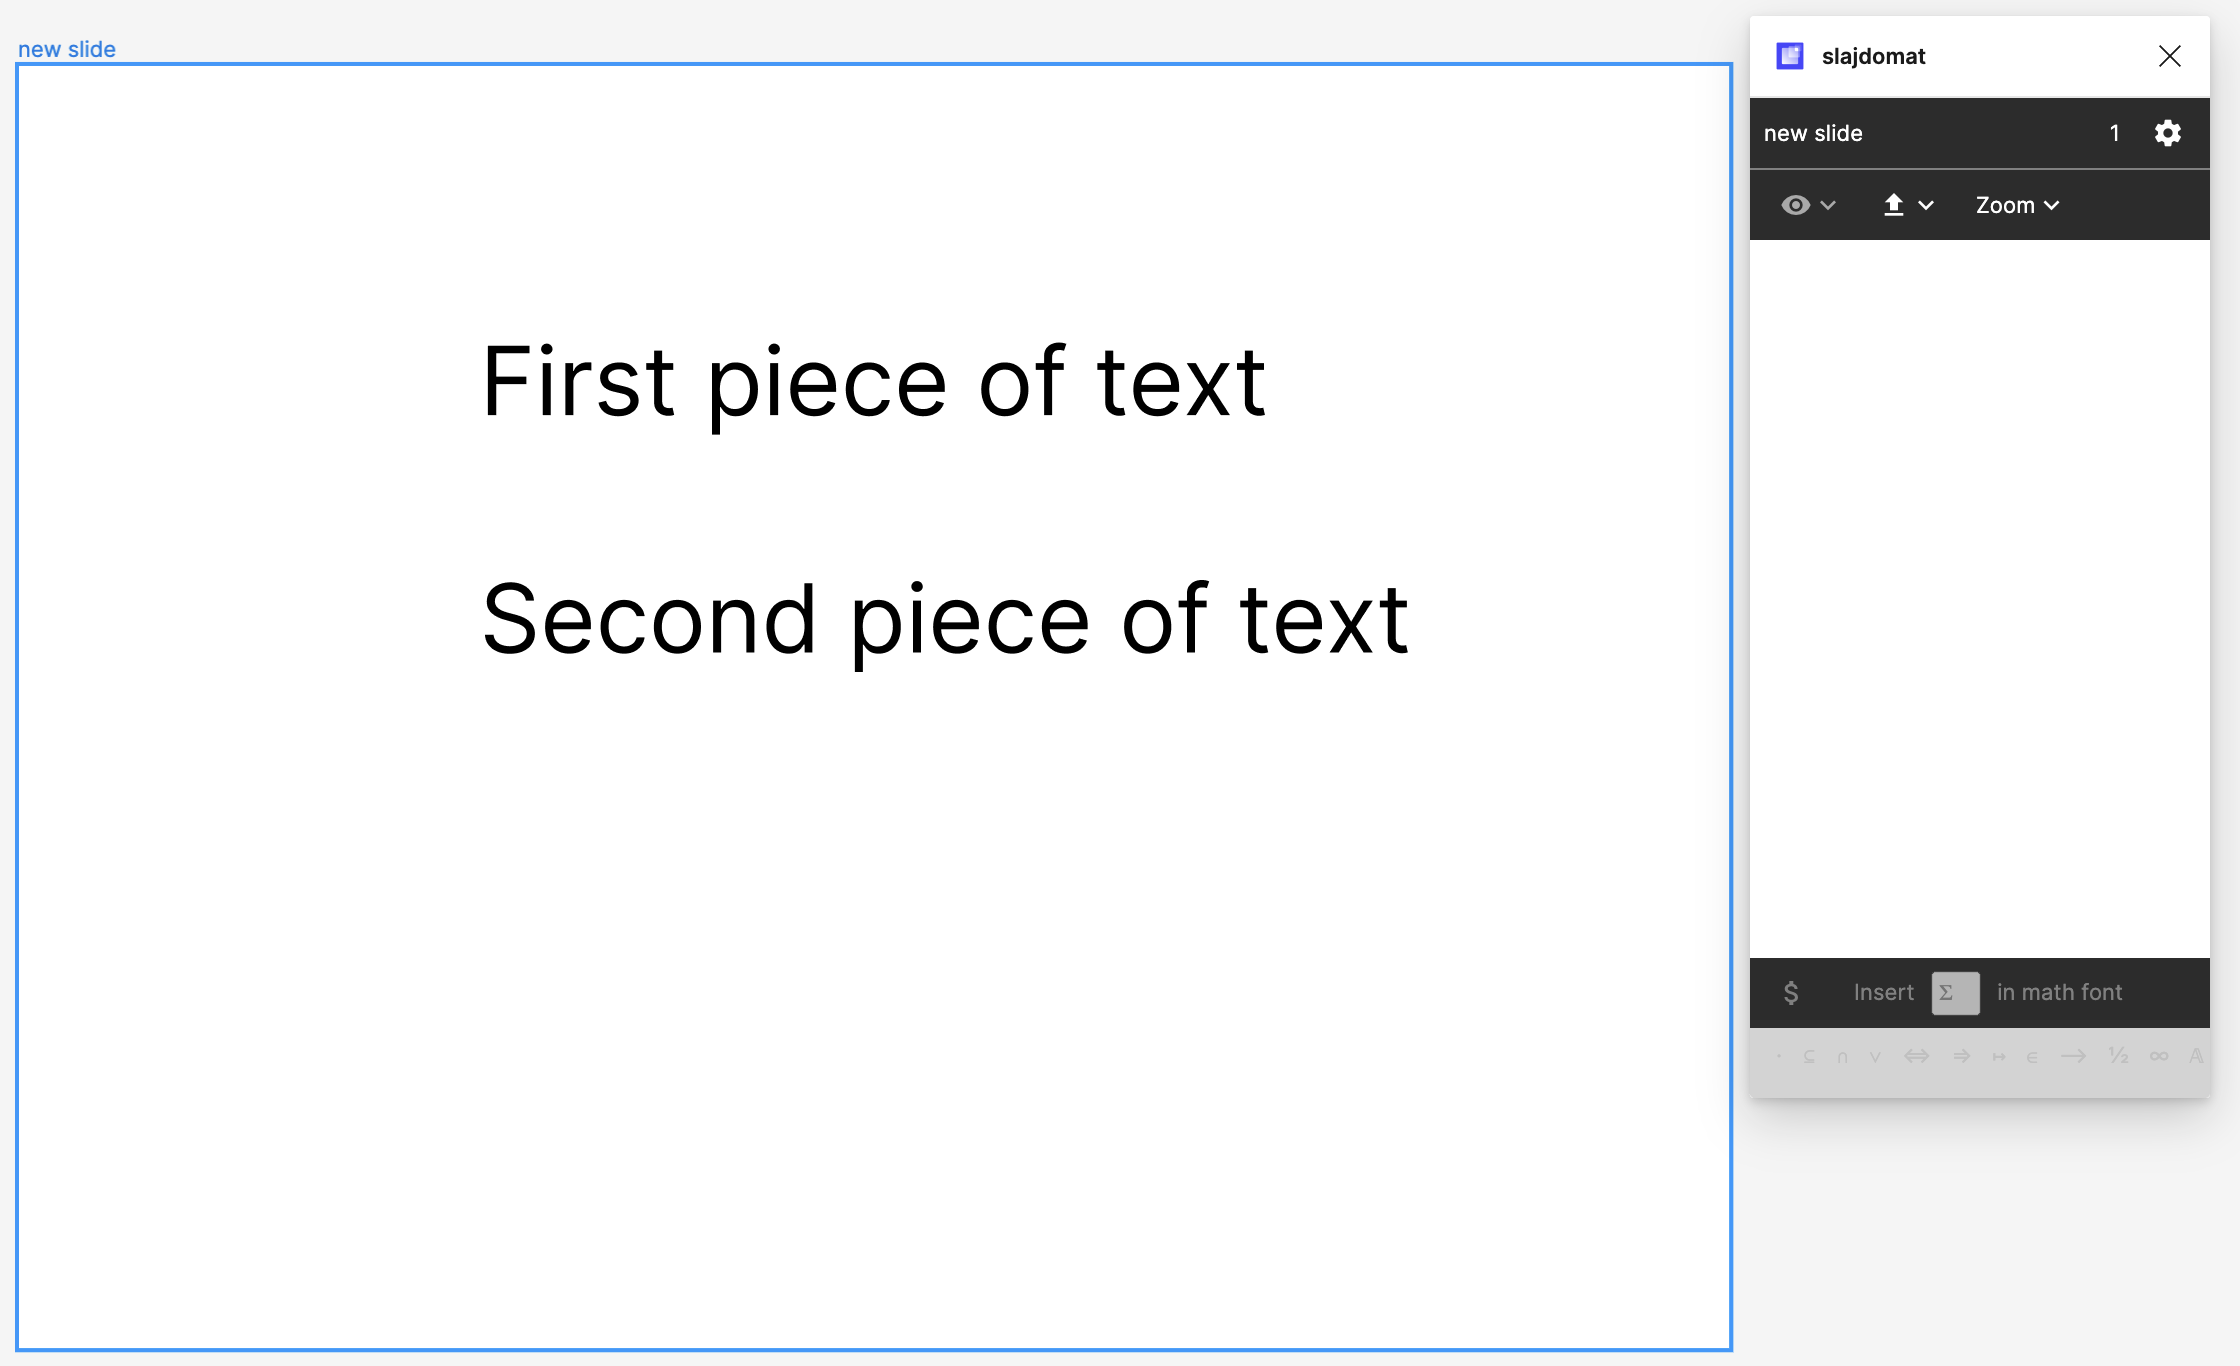 new slide
slajdomat
new slide 1
Zoom
First piece of text
Second piece of text
$ Insert Σ in math font
· ⊆ ∩ ∨ ⇔ ⇒ ↦ ∈ → ½ ∞ 𝔸